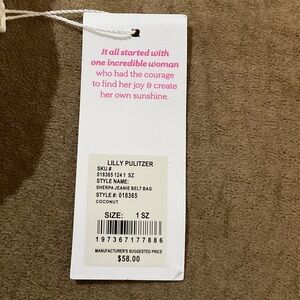 It all started with
one incredible woman
who had the courage
to find her joy & create
her own sunshine.
LILLY PULITZER
SKU #
018365 124 1 SZ
STYLE NAME:
SHERPA JEANIE BELT BAG
STYLE #: 018365
COCONUT
SIZE: 1 SZ
197367177886
MANUFACTURER'S SUGGESTED PRICE
$58.00